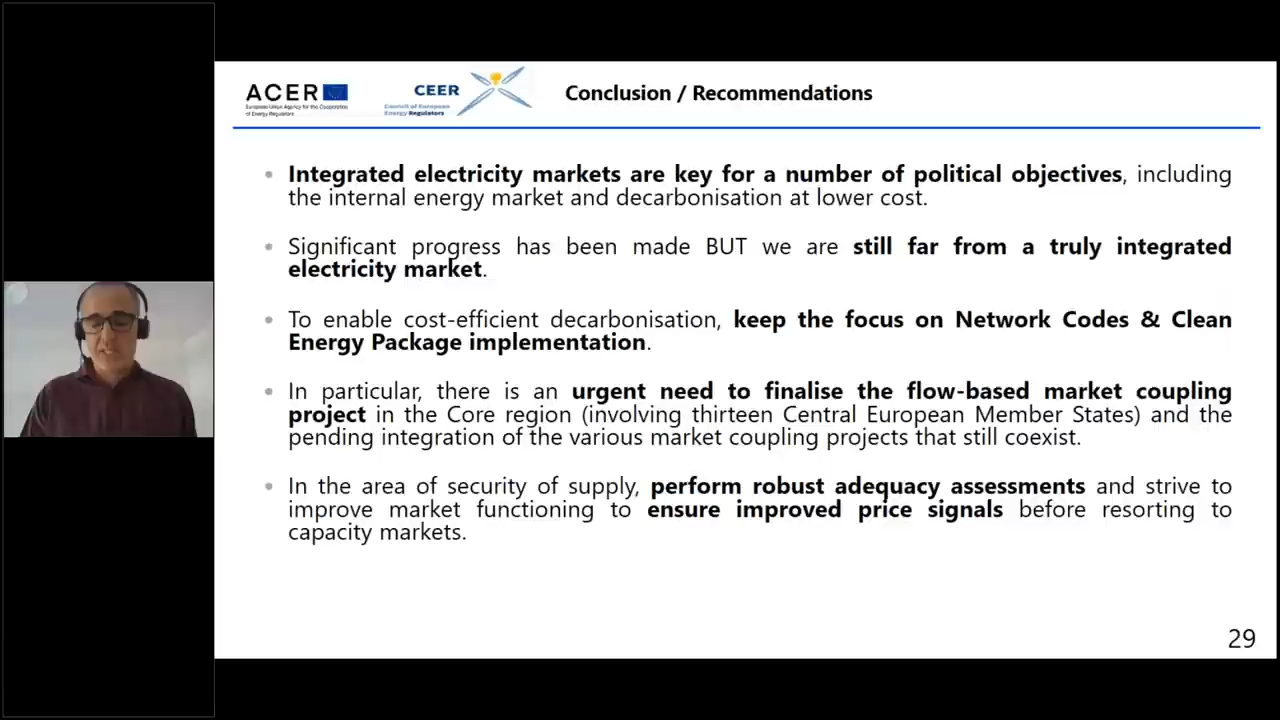 ACER
European Union Agency for the Cooperation
of Energy Regulators
CEER
Council of European
Energy Regulators
Conclusion / Recommendations
Integrated electricity markets are key for a number of political objectives, including
the internal energy market and decarbonisation at lower cost.
Significant progress has been made BUT we are still far from a truly integrated
electricity market.
To enable cost-efficient decarbonisation, keep the focus on Network Codes & Clean
Energy Package implementation.
In particular, there is an urgent need to finalise the flow-based market coupling
project in the Core region (involving thirteen Central European Member States) and the
pending integration of the various market coupling projects that still coexist.
In the area of security of supply, perform robust adequacy assessments and strive to
improve market functioning to ensure improved price signals before resorting to
capacity markets.
29